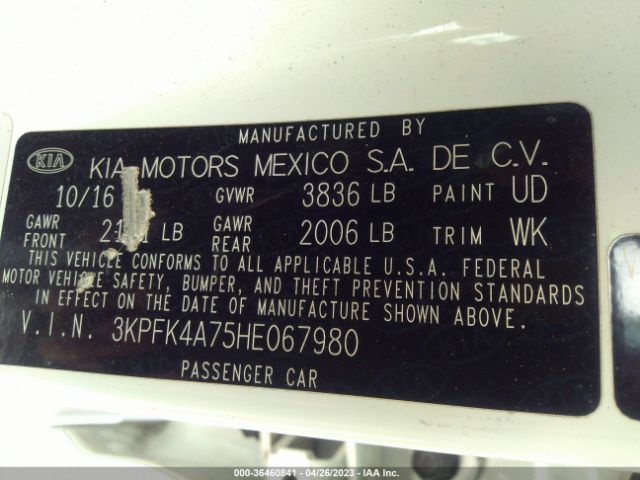 MANUFACTURED BY
KIA KIA MOTORS MEXICO S.A. DE C.V.
10/16 GVWR 3836 LB PAINT UD
GAWR FRONT LB GAWR REAR 2006 LB TRIM WK
THIS VEHICLE CONFORMS TO ALL APPLICABLE U.S.A. FEDERAL
MOTOR VEHICLE SAFETY, BUMPER, AND THEFT PREVENTION STANDARDS
IN EFFECT ON THE DATE OF MANUFACTURE SHOWN ABOVE.
V.I.N. 3KPFK4A75HE067980
PASSENGER CAR
000-36460841 - 04/26/2023 - IAA Inc.